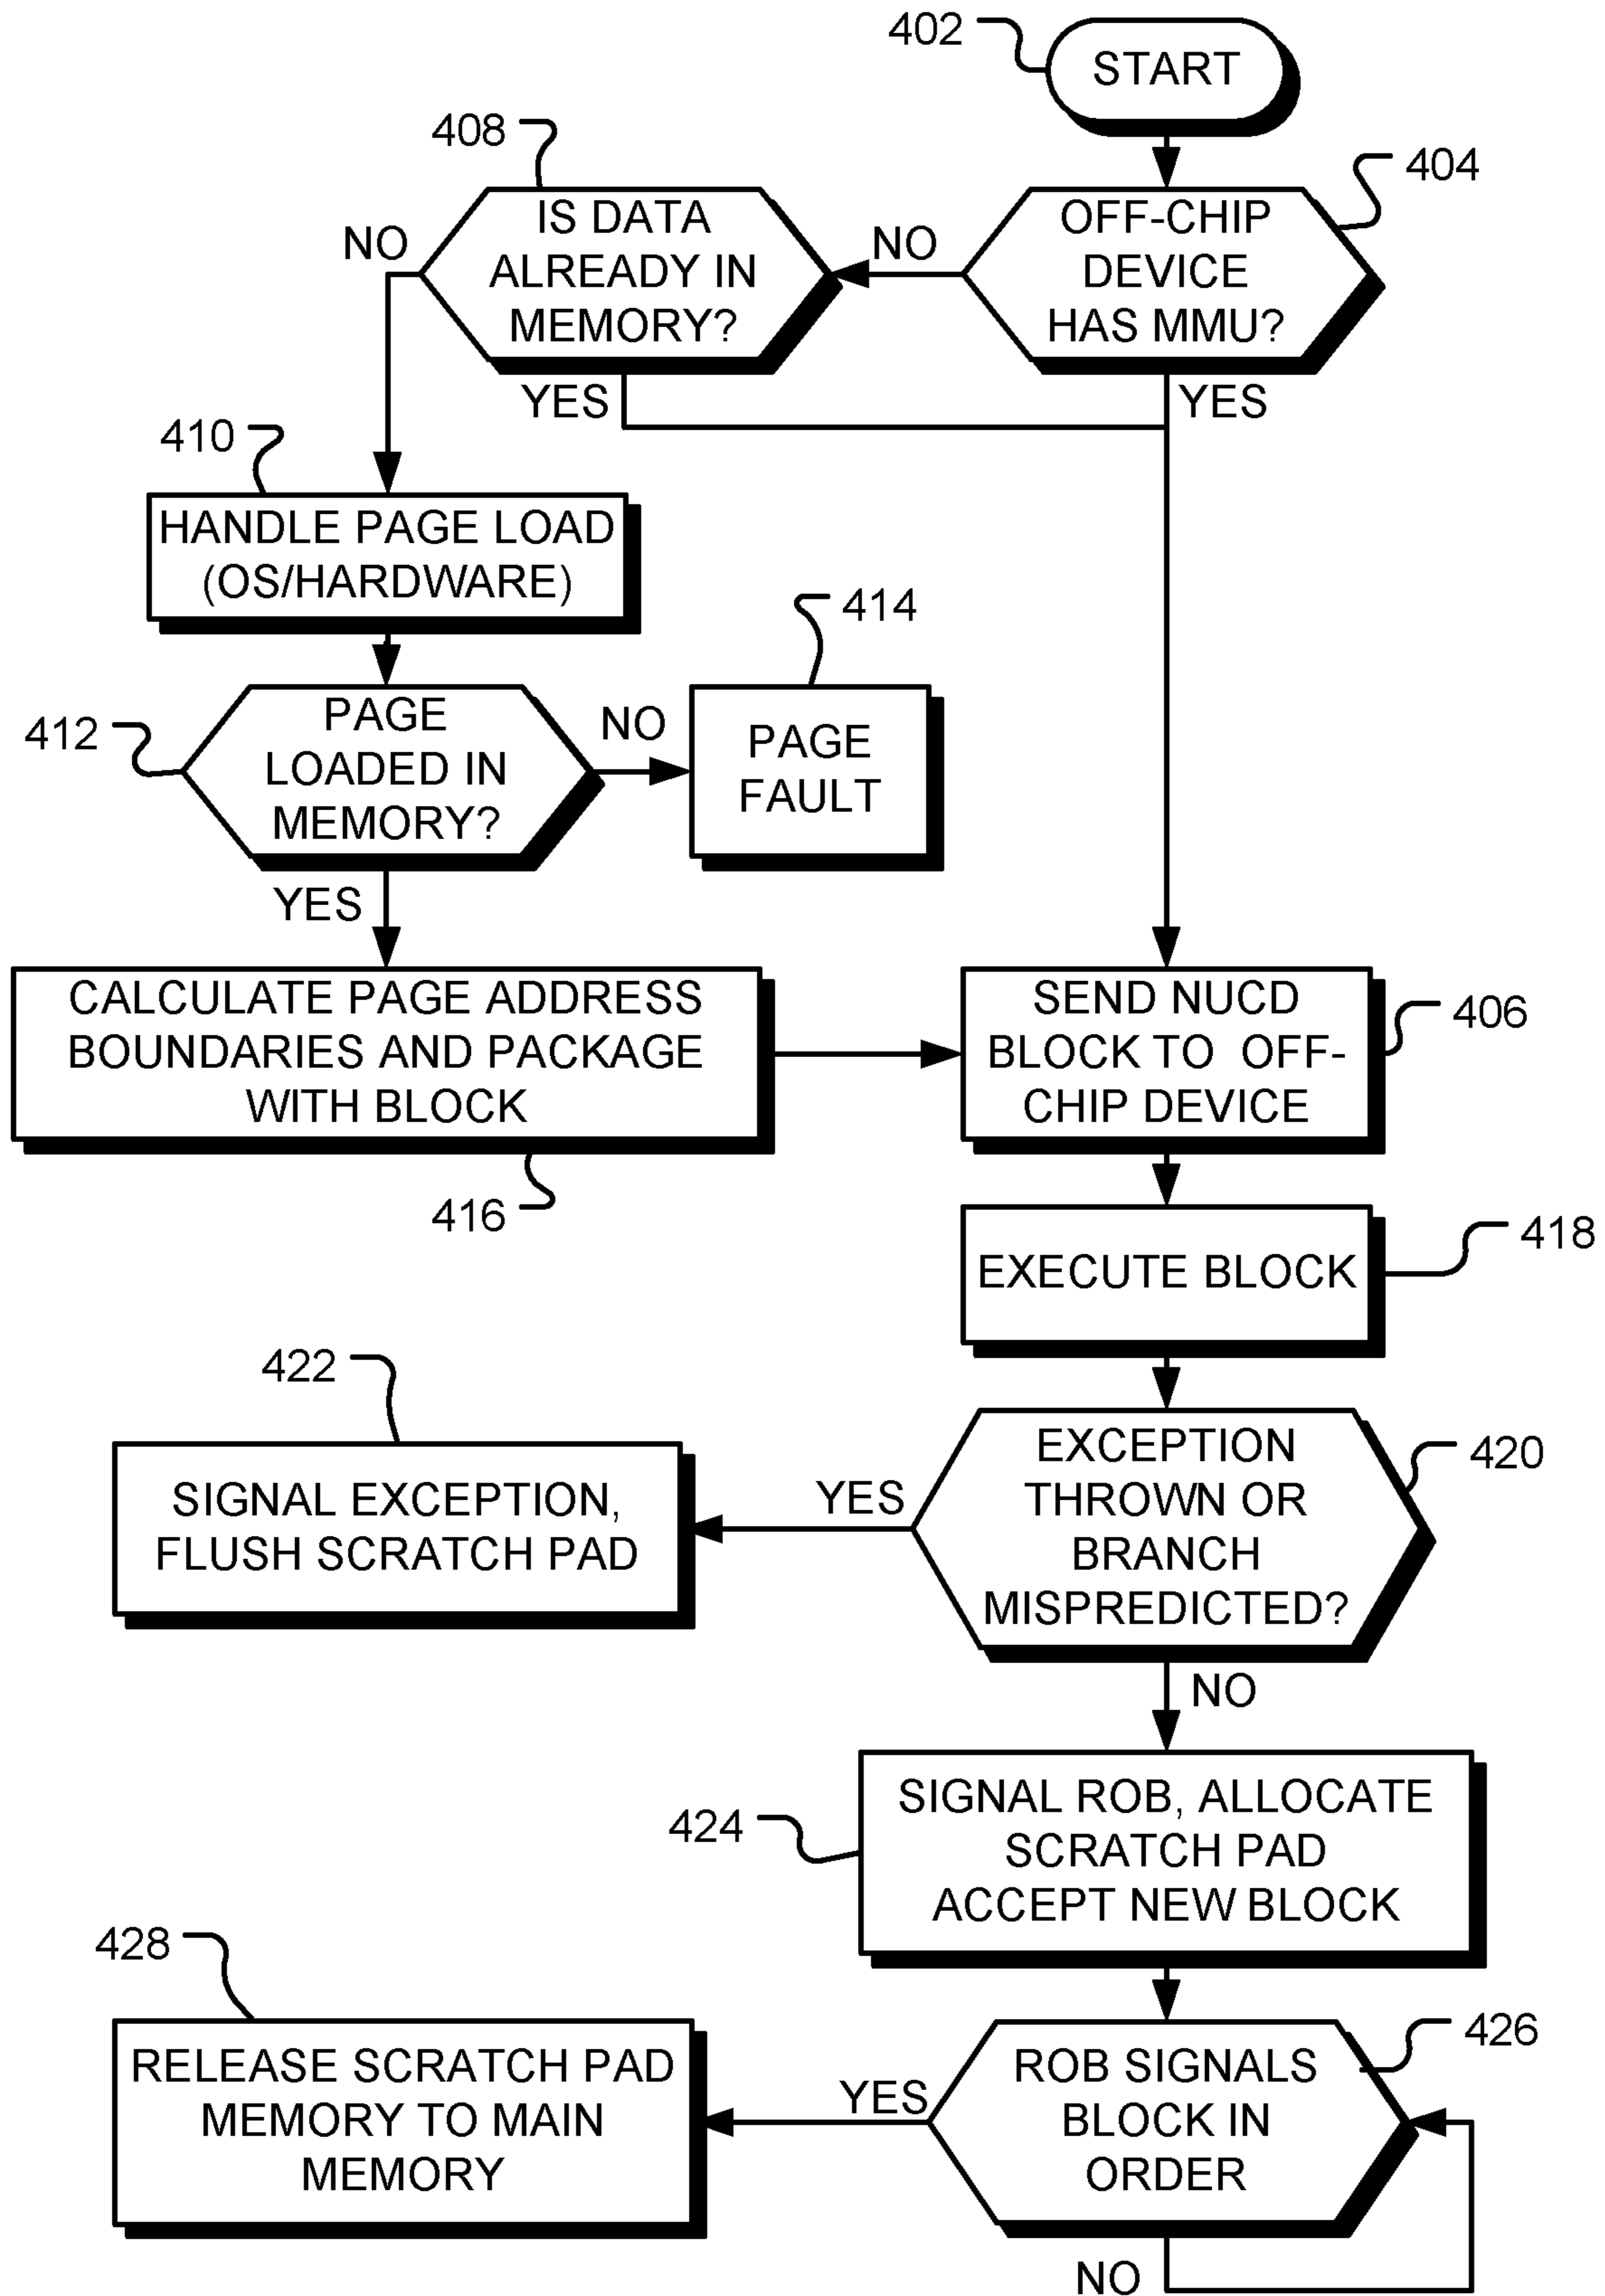 402
START
408
404
IS DATA
ALREADY IN
MEMORY?
NO
NO
OFF-CHIP
DEVICE
HAS MMU?
YES
YES
410
HANDLE PAGE LOAD
(OS/HARDWARE)
414
412
PAGE
LOADED IN
MEMORY?
NO
PAGE
FAULT
YES
CALCULATE PAGE ADDRESS
BOUNDARIES AND PACKAGE
WITH BLOCK
416
SEND NUCD
BLOCK TO OFF-
CHIP DEVICE
406
EXECUTE BLOCK
418
422
SIGNAL EXCEPTION,
FLUSH SCRATCH PAD
YES
EXCEPTION
THROWN OR
BRANCH
MISPREDICTED?
420
NO
424
SIGNAL ROB, ALLOCATE
SCRATCH PAD
ACCEPT NEW BLOCK
428
RELEASE SCRATCH PAD
MEMORY TO MAIN
MEMORY
YES
ROB SIGNALS
BLOCK IN
ORDER
426
NO